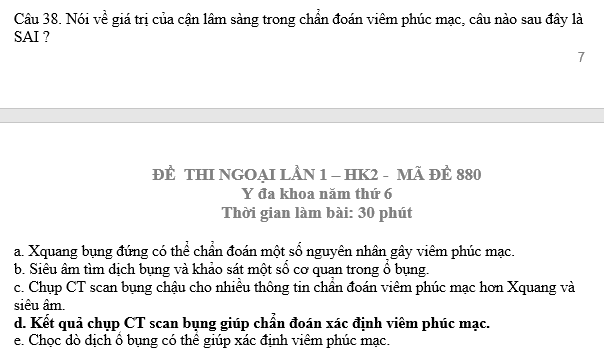 Câu 38. Nói về giá trị của cận lâm sàng trong chẩn đoán viêm phúc mạc, câu nào sau đây là
SAI ?
7
ĐỀ THI NGOẠI LẦN 1 – HK2 - MÃ ĐỀ 880
Y đa khoa năm thứ 6
Thời gian làm bài: 30 phút
a. Xquang bụng đứng có thể chẩn đoán một số nguyên nhân gây viêm phúc mạc.
b. Siêu âm tìm dịch bụng và khảo sát một số cơ quan trong ổ bụng.
c. Chụp CT scan bụng chậu cho nhiều thông tin chẩn đoán viêm phúc mạc hơn Xquang và
siêu âm.
d. Kết quả chụp CT scan bụng giúp chẩn đoán xác định viêm phúc mạc.
e. Chọc dò dịch ổ bụng có thể giúp xác định viêm phúc mạc.